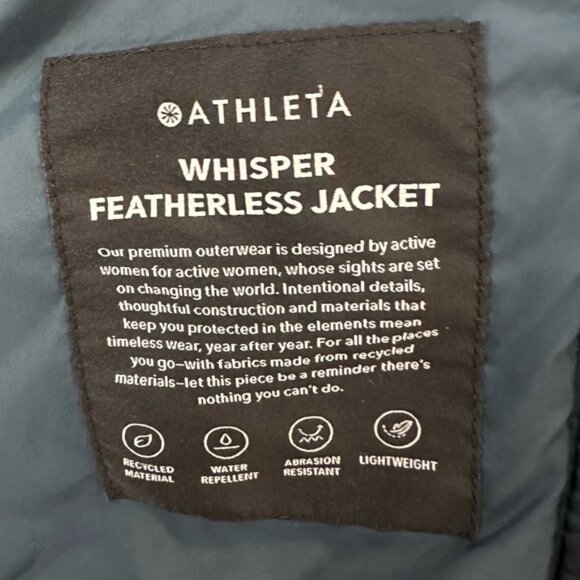 ATHLETA
WHISPER
FEATHERLESS JACKET
Our premium outerwear is designed by active
women for active women, whose sights are set
on changing the world. Intentional details,
thoughtful construction and materials that
keep you protected in the elements mean
timeless wear, year after year. For all the places
you go—with fabrics made from recycled
materials—let this piece be a reminder there's
nothing you can't do.
RECYCLED
MATERIAL
WATER
REPELLENT
ABRASION
RESISTANT
LIGHTWEIGHT